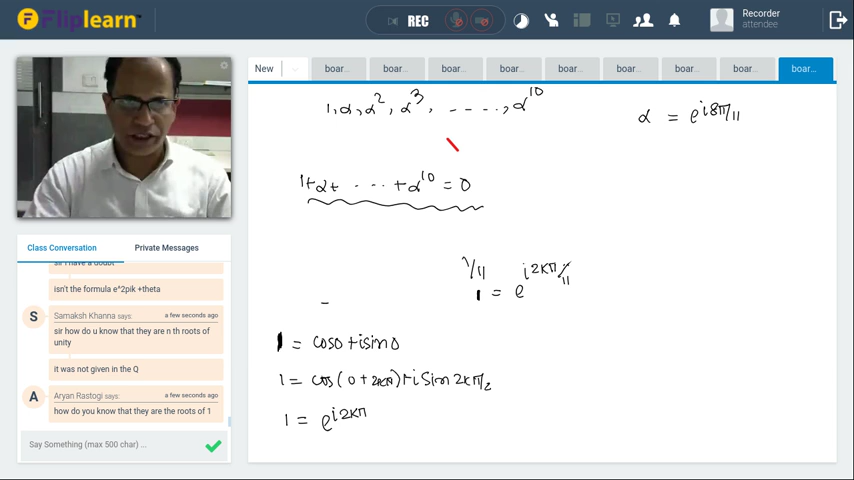 Fliplearn
REC
Recorder
attendee
New
boar...
boar...
boar...
boar...
boar...
boar...
boar...
boar...
boar...
1, α, α², α³, - - - - -, α¹⁰
α = e^i8π/11
1+α+ - - - - + α¹⁰ = 0
1/11
1 = e^i2kπ/11
1 = cos0 + i sin0
1 = cos(0+2kπ) + i Sin 2kπ/2
1 = e^i2kπ
Class Conversation
Private Messages
sir i have a doubt
isn't the formula e^2pik +theta
S
Samaksh Khanna says:
a few seconds ago
sir how do u know that they are n th roots of
unity
it was not given in the Q
A
Aryan Rastogi says:
a few seconds ago
how do you know that they are the roots of 1
Say Something (max 500 char) ...